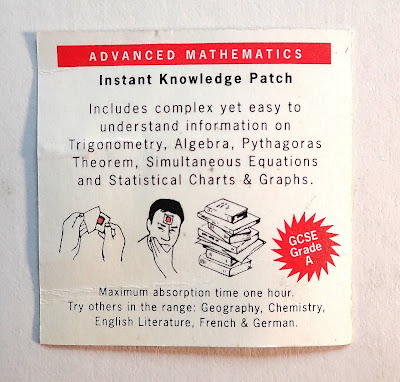 ADVANCED MATHEMATICS
Instant Knowledge Patch
Includes complex yet easy to
understand information on
Trigonometry, Algebra, Pythagoras
Theorem, Simultaneous Equations
and Statistical Charts & Graphs.
GCSE
Grade
A
Maximum absorption time one hour.
Try others in the range: Geography, Chemistry,
English Literature, French & German.